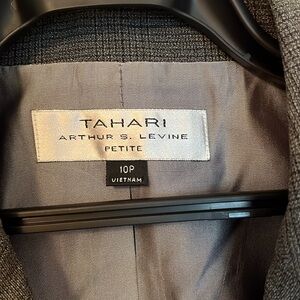 TAHARI
ARTHUR S. LEVINE
PETITE
10P
VIETNAM